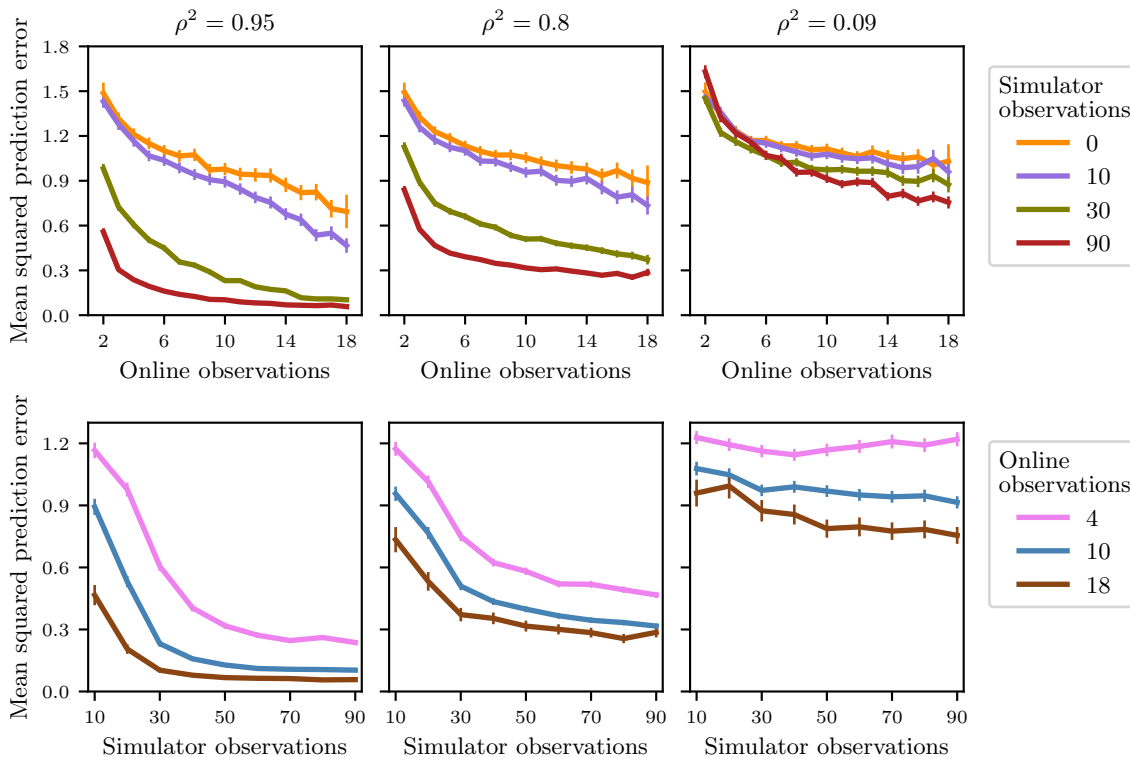 ρ² = 0.95
ρ² = 0.8
ρ² = 0.09
Mean squared prediction error
1.8
1.5
1.2
0.9
0.6
0.3
0.0
2 6 10 14 18
2 6 10 14 18
2 6 10 14 18
Online observations
Online observations
Online observations
Simulator
observations
0
10
30
90
Mean squared prediction error
1.2
0.9
0.6
0.3
0.0
10 30 50 70 90
10 30 50 70 90
10 30 50 70 90
Simulator observations
Simulator observations
Simulator observations
Online
observations
4
10
18